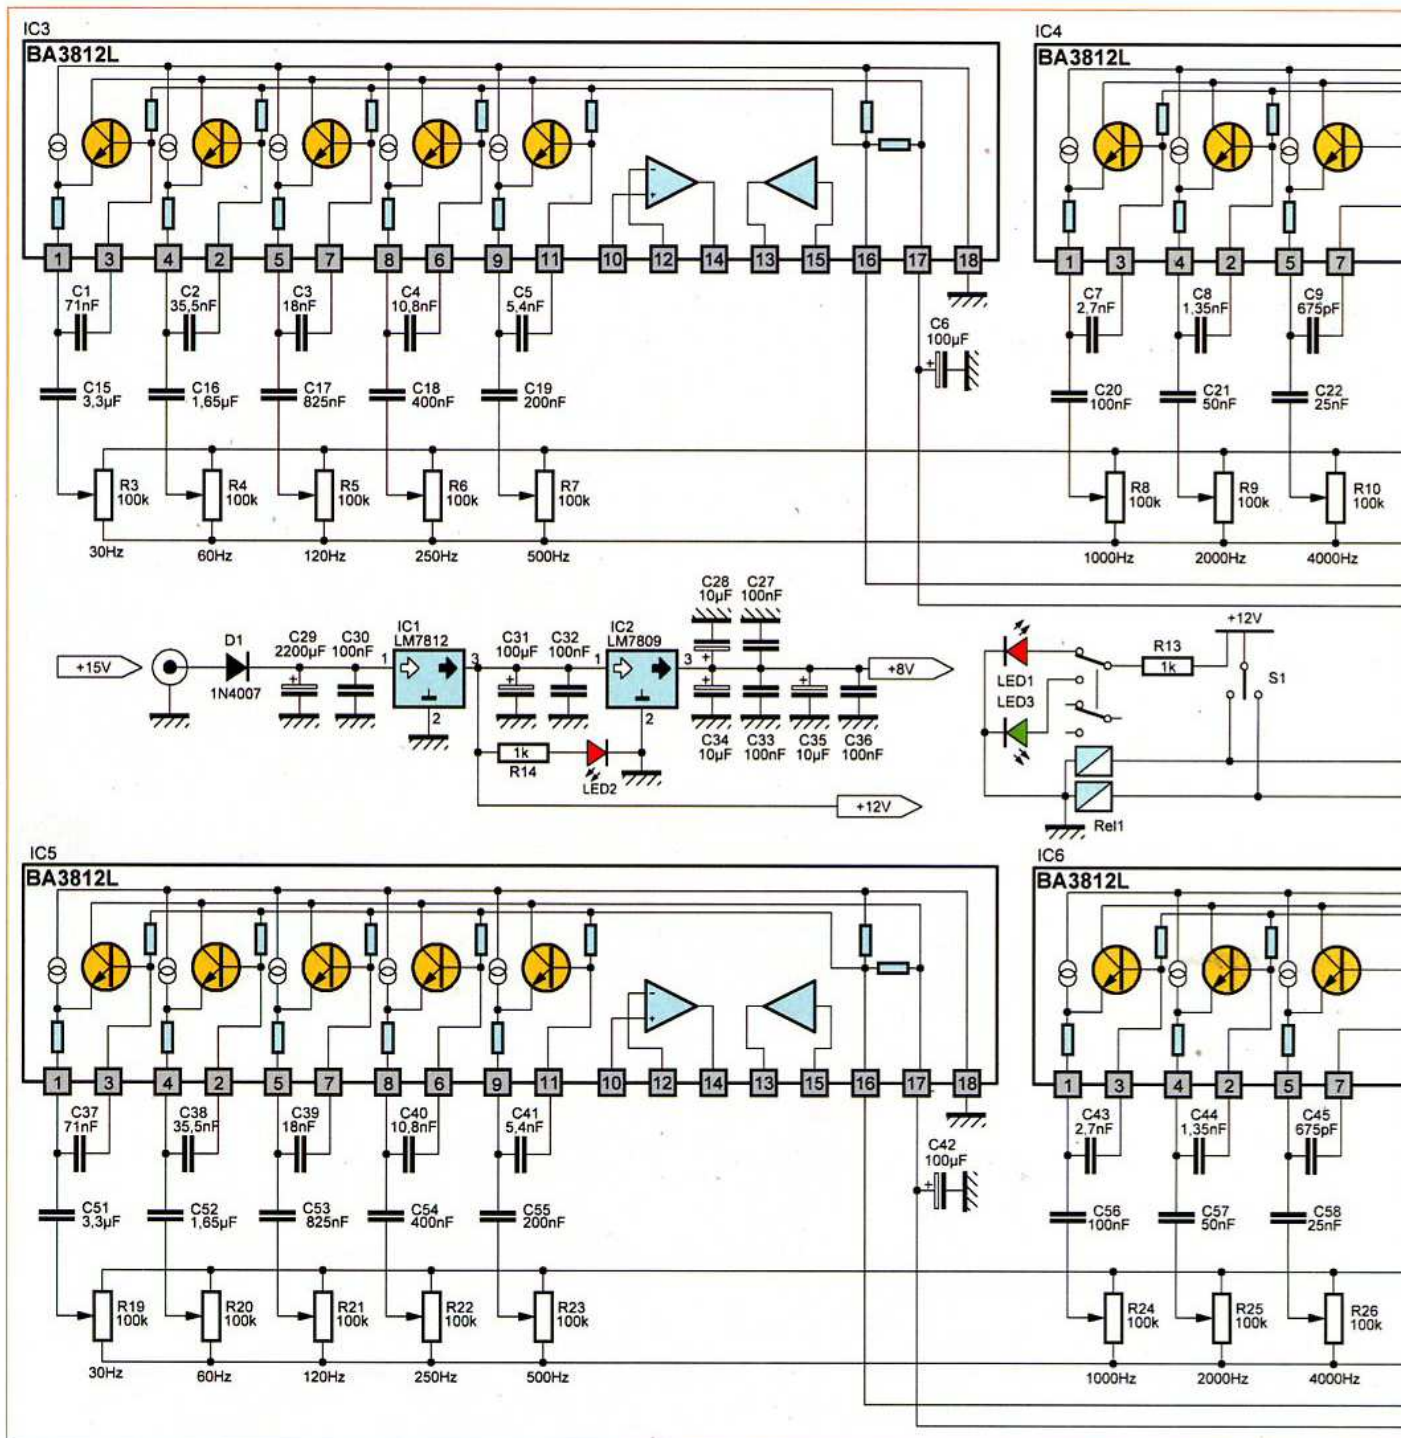 IC3
BA3812L
1 3 4 2 5 7 8 6 9 11 10 12 14 13 15 16 17 18
C1
71nF
C2
35,5nF
C3
18nF
C4
10,8nF
C5
5,4nF
C6
100µF
+
C15
3,3µF
C16
1,65µF
C17
825nF
C18
400nF
C19
200nF
R3
100k
R4
100k
R5
100k
R6
100k
R7
100k
30Hz 60Hz 120Hz 250Hz 500Hz
IC4
BA3812L
1 3 4 2 5 7
C7
2,7nF
C8
1,35nF
C9
675pF
C20
100nF
C21
50nF
C22
25nF
R8
100k
R9
100k
R10
100k
1000Hz 2000Hz 4000Hz
+15V
D1
1N4007
C29
2200µF
+
C30
100nF
IC1
LM7812
1
3
2
C31
100µF
+
C32
100nF
IC2
LM7809
1
3
2
C28
10µF
+
C27
100nF
+8V
C34
10µF
+
C33
100nF
C35
10µF
+
C36
100nF
1k
R14
LED2
+12V
LED1
LED3
R13
1k
+12V
S1
Rel1
IC5
BA3812L
- +
1 3 4 2 5 7 8 6 9 11 10 12 14 13 15 16 17 18
C37
71nF
C38
35,5nF
C39
18nF
C40
10,8nF
C41
5,4nF
C42
100µF
+
C51
3,3µF
C52
1,65µF
C53
825nF
C54
400nF
C55
200nF
R19
100k
R20
100k
R21
100k
R22
100k
R23
100k
30Hz 60Hz 120Hz 250Hz 500Hz
IC6
BA3812L
1 3 4 2 5 7
C43
2,7nF
C44
1,35nF
C45
675pF
C56
100nF
C57
50nF
C58
25nF
R24
100k
R25
100k
R26
100k
1000Hz 2000Hz 4000Hz